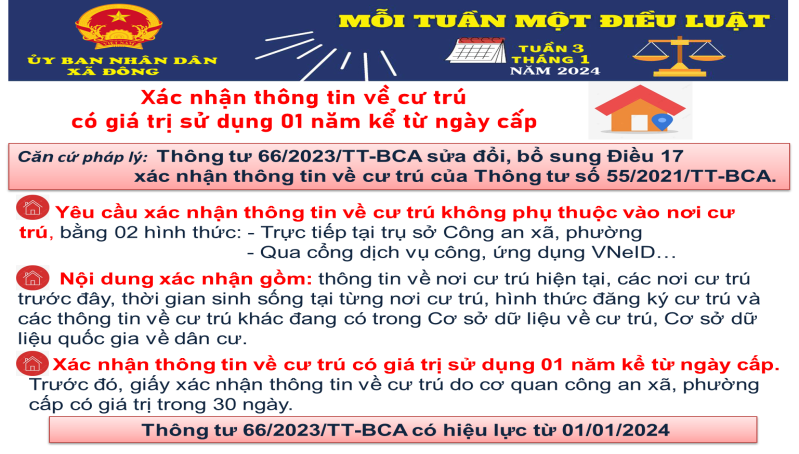 MỖI TUẦN MỘT ĐIỀU LUẬT
VIỆT NAM
ỦY BAN NHÂN DÂN
XÃ ĐÔNG
TUẦN 3
THÁNG 1
NĂM 2024
Xác nhận thông tin về cư trú
có giá trị sử dụng 01 năm kể từ ngày cấp
Căn cứ pháp lý: Thông tư 66/2023/TT-BCA sửa đổi, bổ sung Điều 17
xác nhận thông tin về cư trú của Thông tư số 55/2021/TT-BCA.
Yêu cầu xác nhận thông tin về cư trú không phụ thuộc vào nơi cư
trú, bằng 02 hình thức: - Trực tiếp tại trụ sở Công an xã, phường
- Qua cổng dịch vụ công, ứng dụng VNeID…
Nội dung xác nhận gồm: thông tin về nơi cư trú hiện tại, các nơi cư trú
trước đây, thời gian sinh sống tại từng nơi cư trú, hình thức đăng ký cư trú và
các thông tin về cư trú khác đang có trong Cơ sở dữ liệu về cư trú, Cơ sở dữ
liệu quốc gia về dân cư.
Xác nhận thông tin về cư trú có giá trị sử dụng 01 năm kể từ ngày cấp.
Trước đó, giấy xác nhận thông tin về cư trú do cơ quan công an xã, phường
cấp có giá trị trong 30 ngày.
Thông tư 66/2023/TT-BCA có hiệu lực từ 01/01/2024